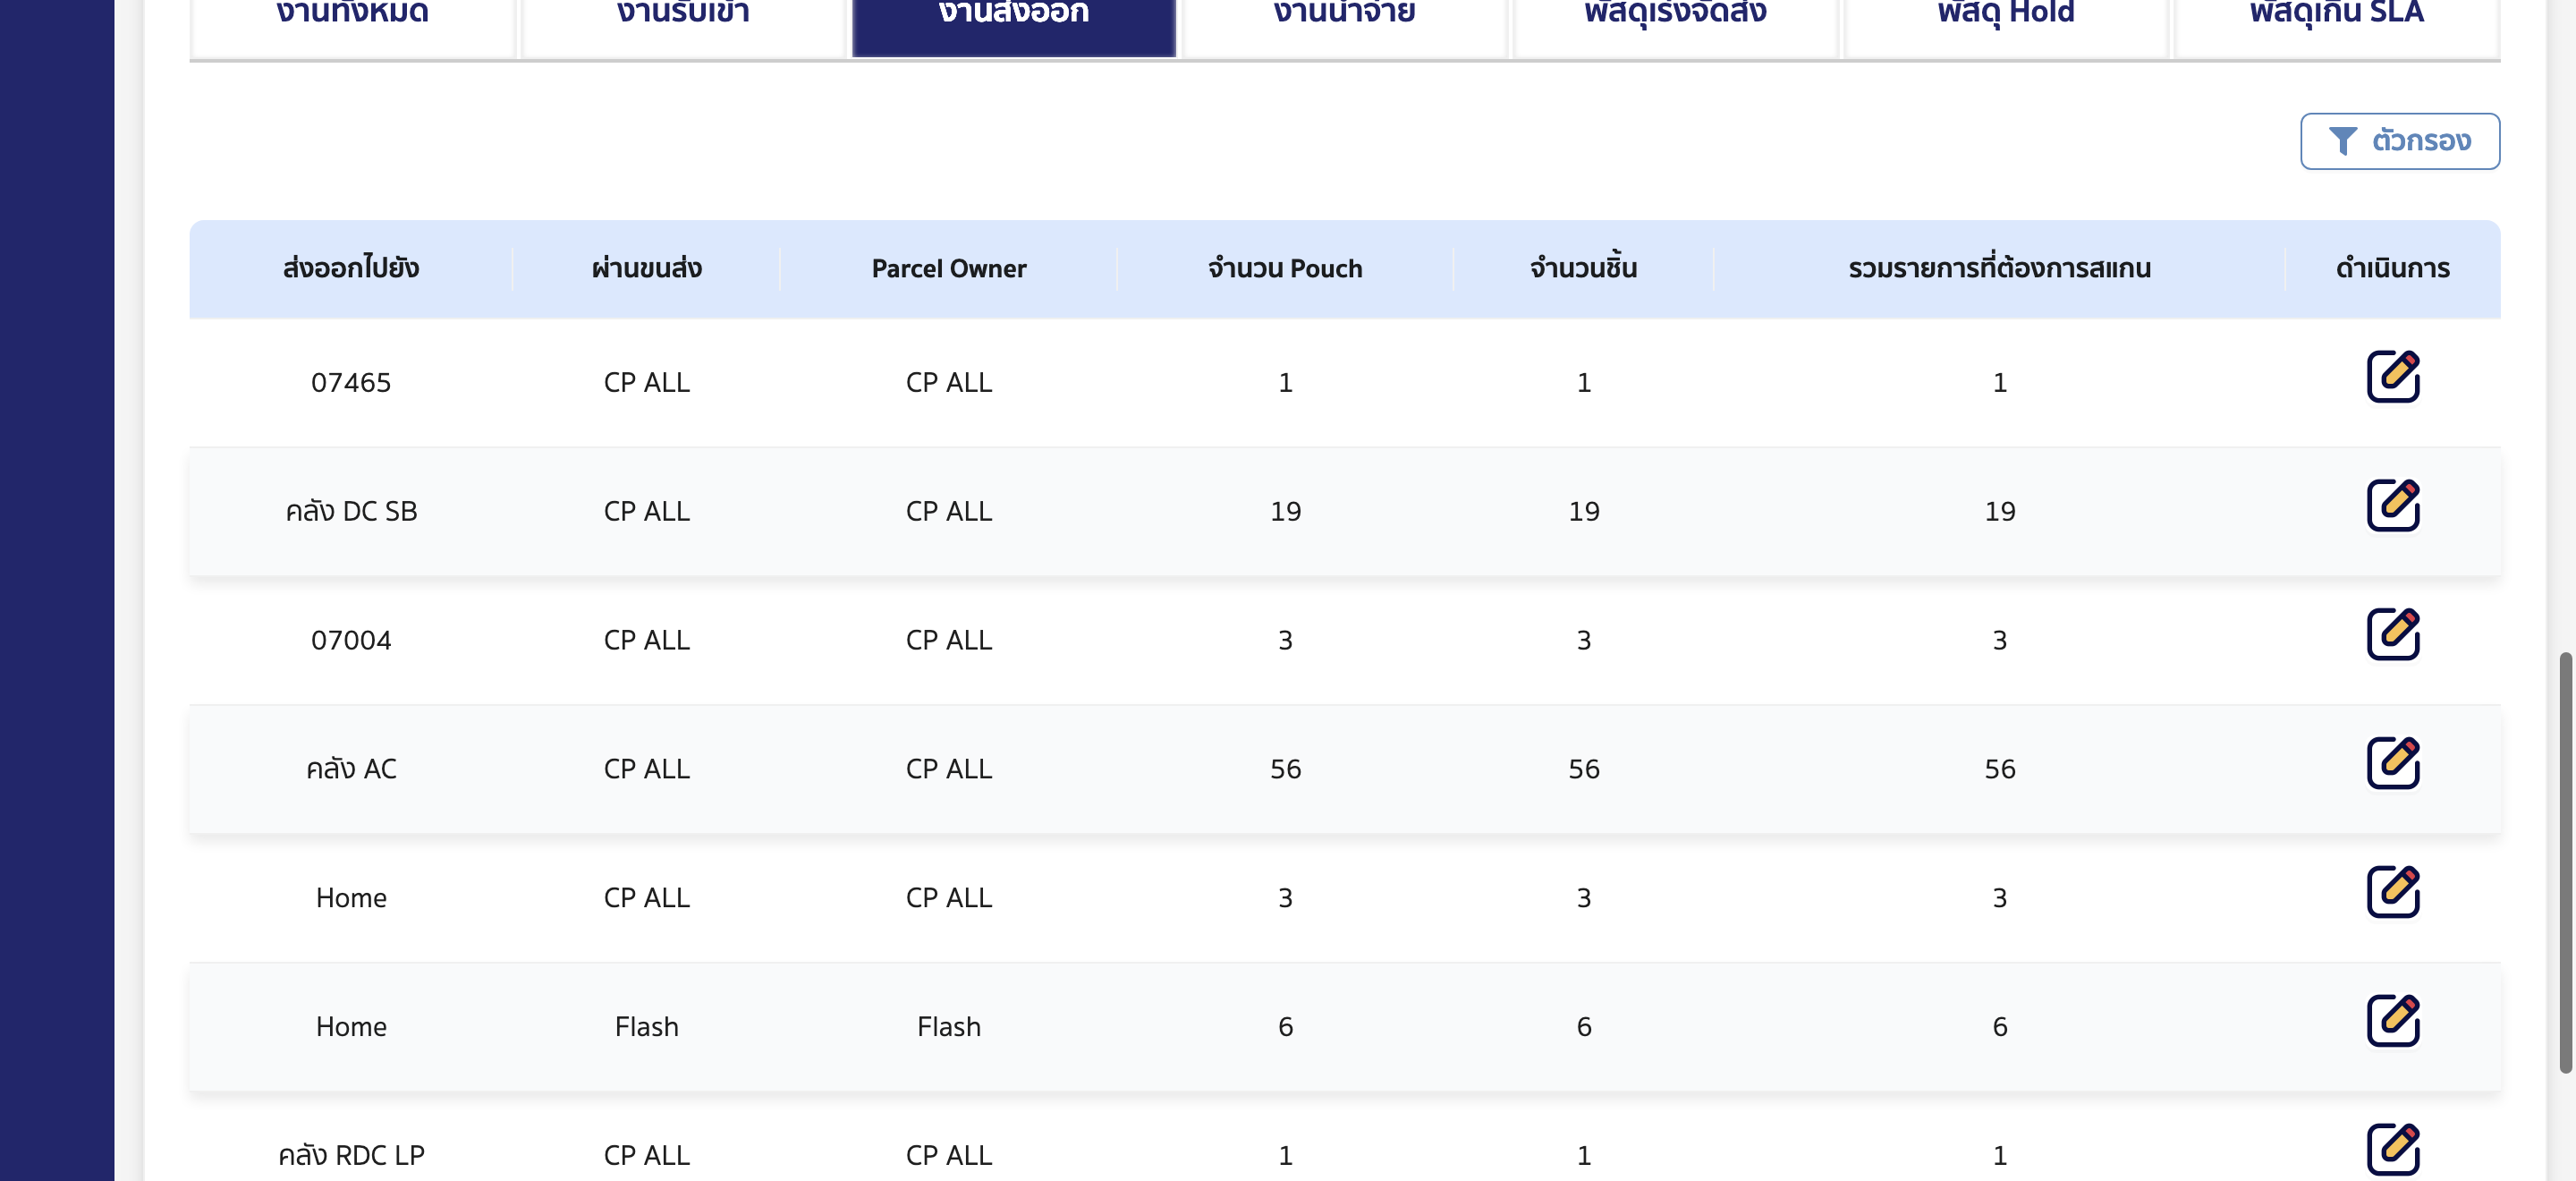 งานทั้งหมด งานรับเข้า งานส่งออก งานนำจ่าย พัสดุเร่งจัดส่ง พัสดุ Hold พัสดุเกิน SLA
ตัวกรอง
ส่งออกไปยัง ผ่านขนส่ง Parcel Owner จำนวน Pouch จำนวนชิ้น รวมรายการที่ต้องการสแกน ดำเนินการ
07465 CP ALL CP ALL 1 1 1
คลัง DC SB CP ALL CP ALL 19 19 19
07004 CP ALL CP ALL 3 3 3
คลัง AC CP ALL CP ALL 56 56 56
Home CP ALL CP ALL 3 3 3
Home Flash Flash 6 6 6
คลัง RDC LP CP ALL CP ALL 1 1 1